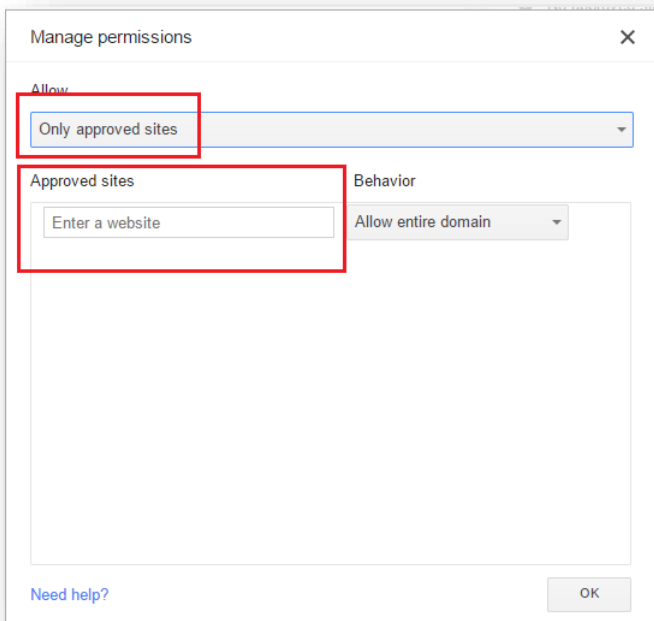 Manage permissions
Allow
Only approved sites
Approved sites
Behavior
Enter a website
Allow entire domain
Need help?
OK